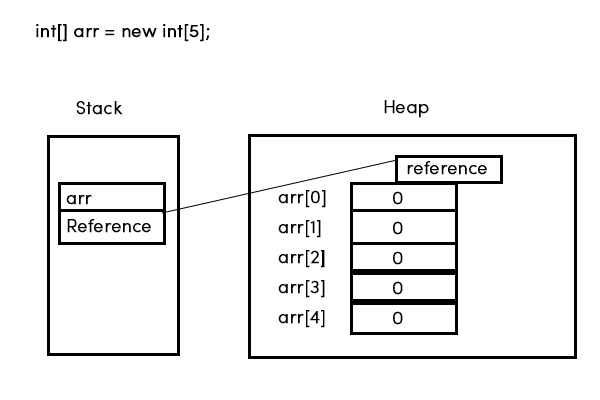 int[] arr = new int[5];
Stack
Heap
reference
arr
Reference
arr[0] 0
arr[1] 0
arr[2] 0
arr[3] 0
arr[4] 0